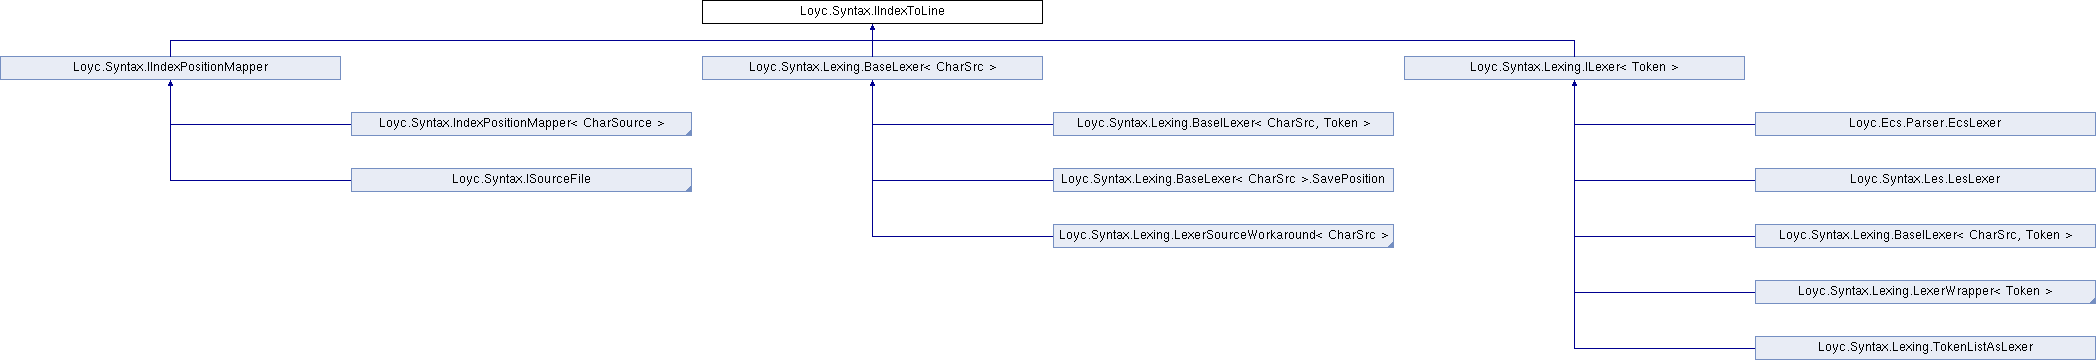 Loyc.Syntax.IIndexToLine
Loyc.Syntax.IIndexPositionMapper
Loyc.Syntax.Lexing.BaseLexer< CharSrc >
Loyc.Syntax.Lexing.ILexer< Token >
Loyc.Syntax.IndexPositionMapper< CharSource >
Loyc.Syntax.Lexing.BaseILexer< CharSrc, Token >
Loyc.Ecs.Parser.EcsLexer
Loyc.Syntax.ISourceFile
Loyc.Syntax.Lexing.BaseLexer< CharSrc >.SavePosition
Loyc.Syntax.Les.LesLexer
Loyc.Syntax.Lexing.LexerSourceWorkaround< CharSrc >
Loyc.Syntax.Lexing.BaseILexer< CharSrc, Token >
Loyc.Syntax.Lexing.LexerWrapper< Token >
Loyc.Syntax.Lexing.TokenListAsLexer